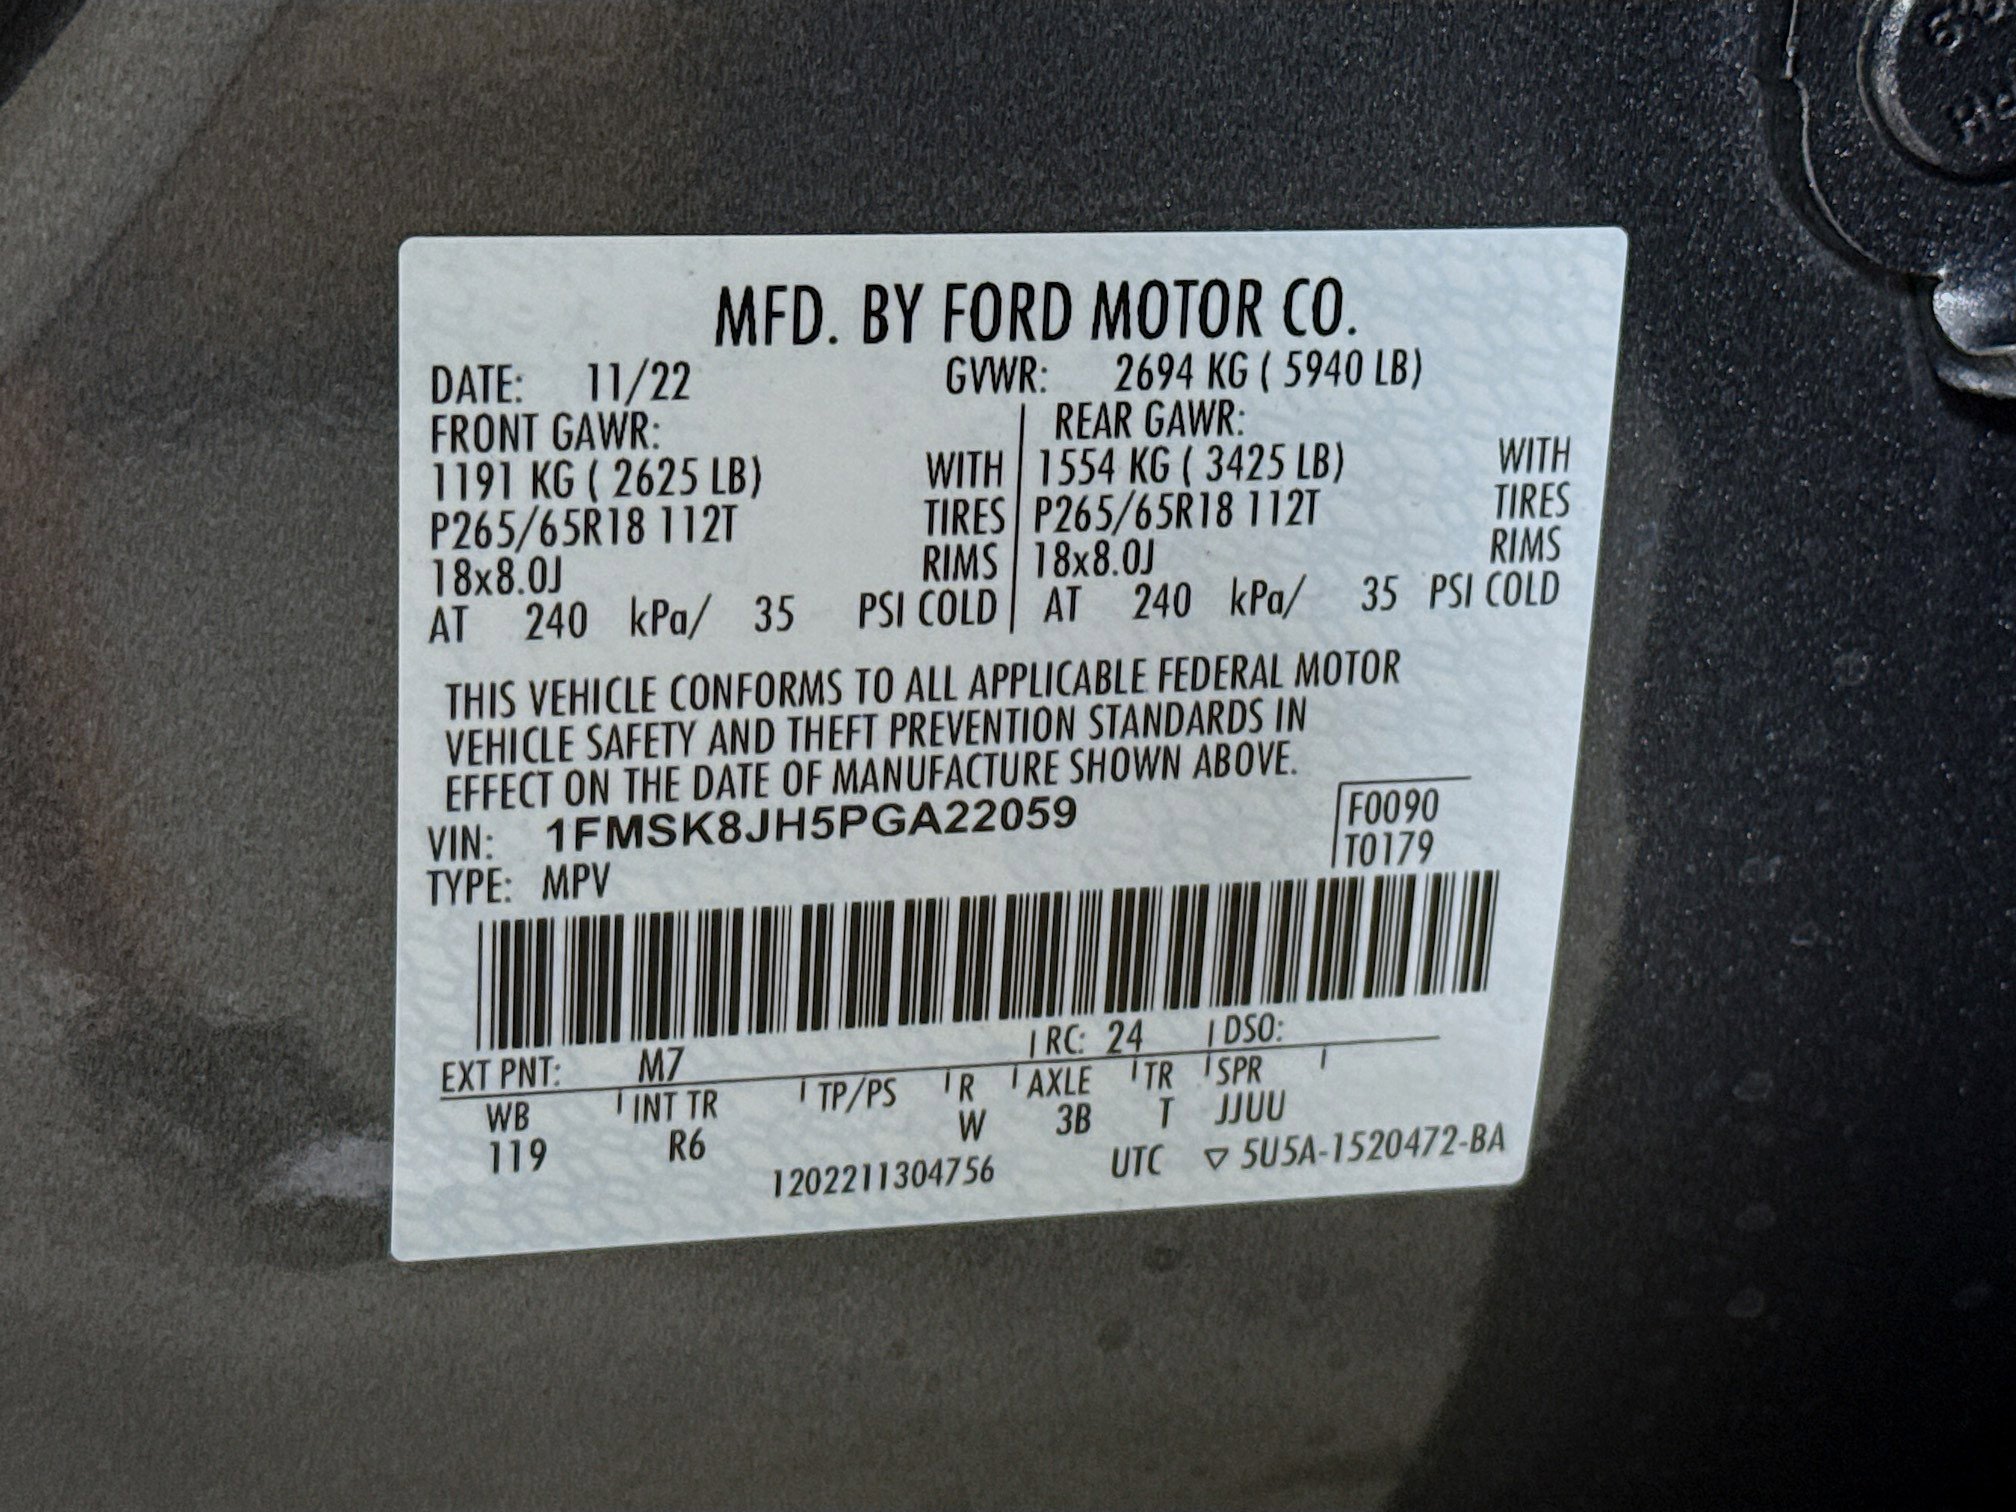 MFD. BY FORD MOTOR CO.
DATE: 11/22 GVWR: 2694 KG ( 5940 LB)
FRONT GAWR: REAR GAWR:
1191 KG ( 2625 LB) WITH 1554 KG ( 3425 LB) WITH
P265/65R18 112T TIRES P265/65R18 112T TIRES
18x8.0J RIMS 18x8.0J RIMS
AT 240 kPa/ 35 PSI COLD AT 240 kPa/ 35 PSI COLD
THIS VEHICLE CONFORMS TO ALL APPLICABLE FEDERAL MOTOR
VEHICLE SAFETY AND THEFT PREVENTION STANDARDS IN
EFFECT ON THE DATE OF MANUFACTURE SHOWN ABOVE.
VIN: 1FMSK8JH5PGA22059 F0090
TYPE: MPV T0179
EXT PNT: M7 RC: 24 DSO:
WB INT TR TP/PS R AXLE TR SPR
119 R6 W 3B T JJUU
1202211304756 UTC ▽ 5U5A-1520472-BA